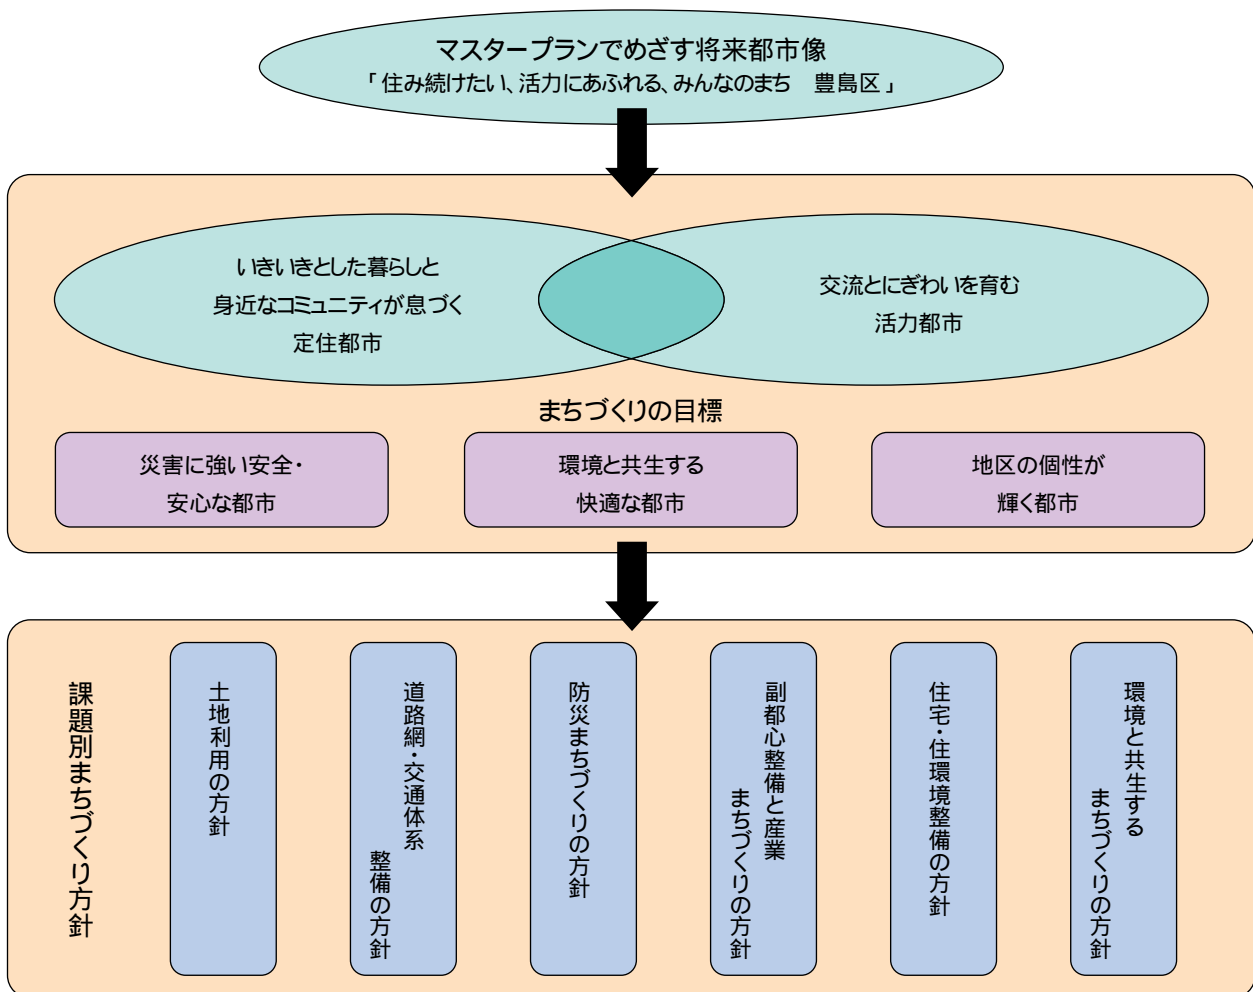 マスタープランでめざす将来都市像
「住み続けたい、活力にあふれる、みんなのまち　豊島区」
いきいきとした暮らしと
身近なコミュニティが息づく
定住都市
交流とにぎわいを育む
活力都市
まちづくりの目標
災害に強い安全・
安心な都市
環境と共生する
快適な都市
地区の個性が
輝く都市
課題別まちづくり方針
土地利用の方針
道路網・交通体系
整備の方針
防災まちづくりの方針
副都心整備と産業
まちづくりの方針
住宅・住環境整備の方針
環境と共生する
まちづくりの方針